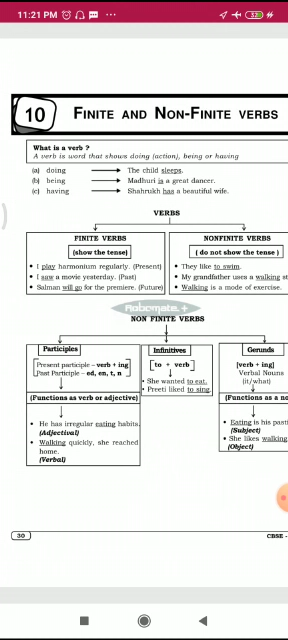 11:21 PM
32
10
FINITE AND NON-FINITE VERBS
What is a verb ?
A verb is word that shows doing (action), being or having
(a) doing The child sleeps.
(b) being Madhuri is a great dancer.
(c) having Shahrukh has a beautiful wife.
VERBS
FINITE VERBS
(show the tense)
• I play harmonium regularly. (Present)
• I saw a movie yesterday. (Past)
• Salman will go for the premiere. (Future)
NONFINITE VERBS
( do not show the tense )
• They like to swim.
• My grandfather uses a walking st
• Walking is a mode of exercise.
Robomate+
NON FINITE VERBS
Participles
Present participle – verb + ing
Past Participle – ed, en, t, n
(Functions as verb or adjective)
• He has irregular eating habits.
(Adjectival)
• Walking quickly, she reached
home.
(Verbal)
Infinitives
[to + verb]
• She wanted to eat.
• Preeti liked to sing.
Gerunds
[verb + ing]
Verbal Nouns
(it/what)
(Functions as a no
• Eating is his pasti
(Subject)
• She likes walking
(Object)
30
CBSE -